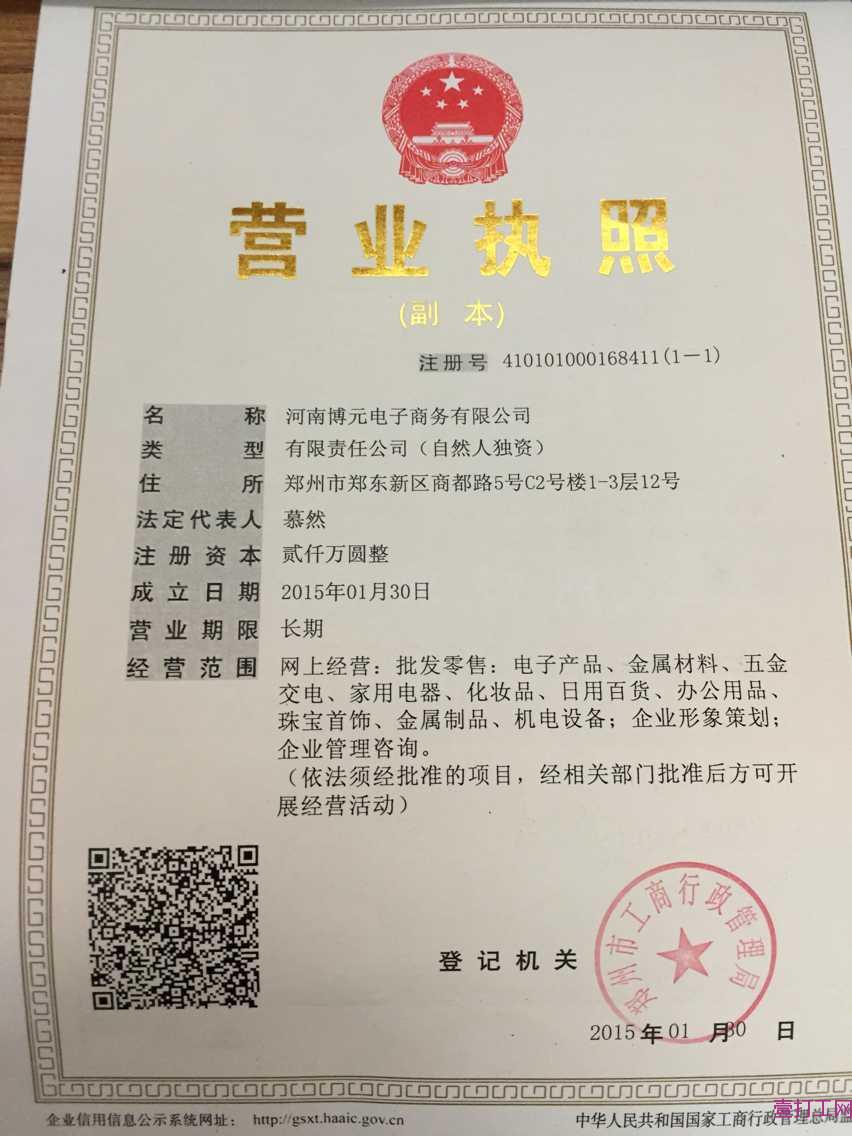 营业执照
(副 本)
注册号 410101000168411(1－1)
名 称 河南博元电子商务有限公司
类 型 有限责任公司（自然人独资）
住 所 郑州市郑东新区商都路5号C2号楼1-3层12号
法定代表人 慕然
注册资本 贰仟万圆整
成立日期 2015年01月30日
营业期限 长期
经营范围 网上经营：批发零售：电子产品、金属材料、五金
交电、家用电器、化妆品、日用百货、办公用品、
珠宝首饰、金属制品、机电设备；企业形象策划；
企业管理咨询。
（依法须经批准的项目，经相关部门批准后方可开
展经营活动）
郑州市工商行政管理局
登记机关
2015 年 01 月 30 日
企业信用信息公示系统网址： http://gsxt.haaic.gov.cn
中华人民共和国国家工商行政管理总局监
壹打工网